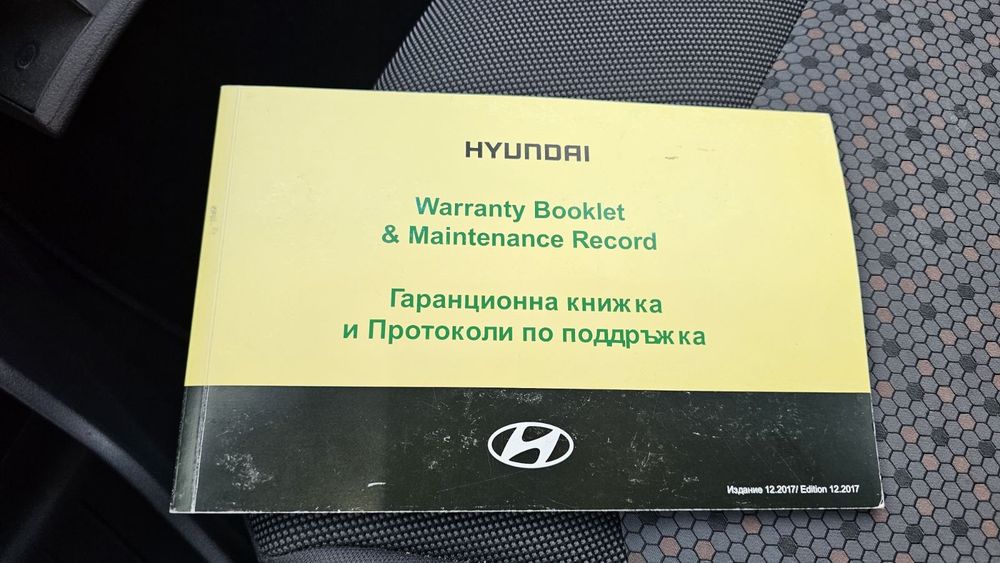 HYUNDAI
Warranty Booklet
& Maintenance Record
Гаранционна книжка
и Протоколи по поддръжка
Издание 12.2017/ Edition 12.2017